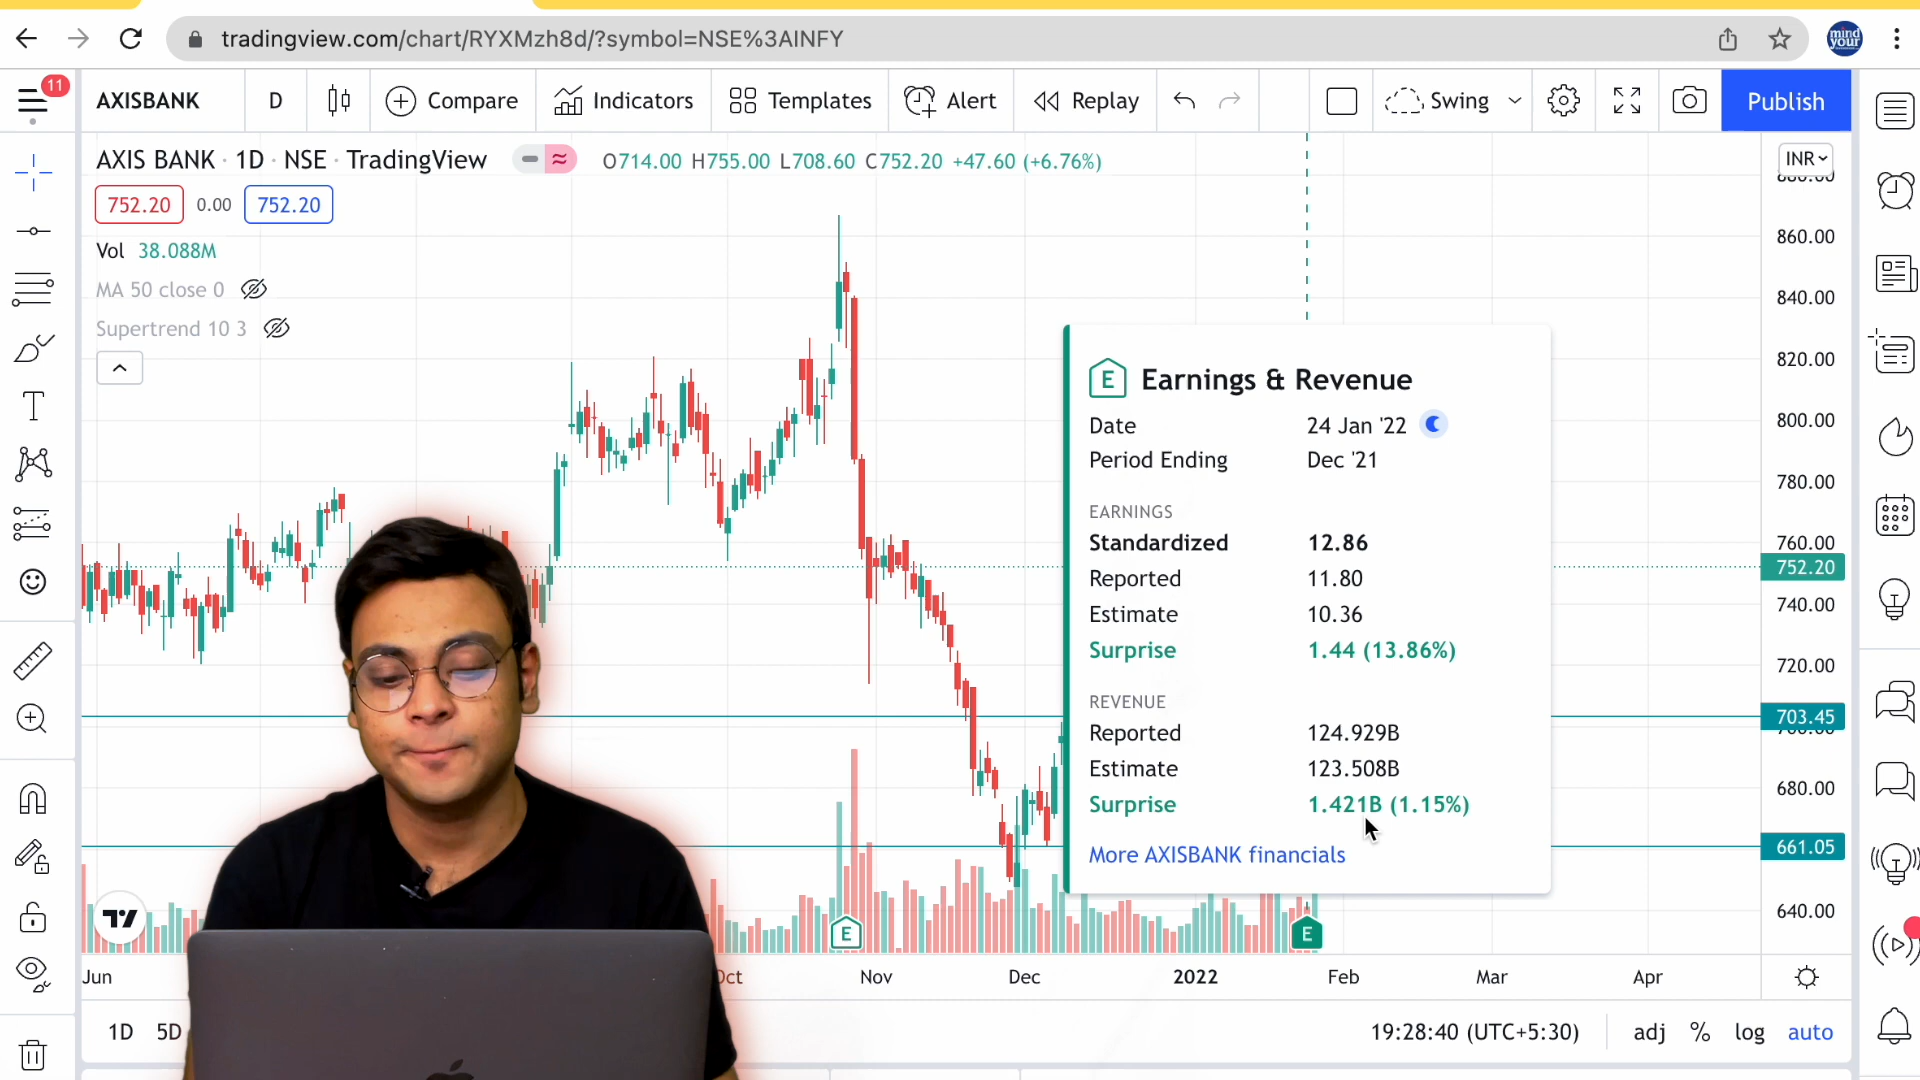 tradingview.com/chart/RYXMzh8d/?symbol=NSE%3AINFY
mind your
11
AXISBANK
D
Compare
Indicators
Templates
Alert
Replay
Swing
Publish
AXIS BANK · 1D · NSE · TradingView
O714.00 H755.00 L708.60 C752.20 +47.60 (+6.76%)
INR
752.20
0.00
752.20
Vol 38.088M
MA 50 close 0
Supertrend 10 3
860.00
840.00
820.00
800.00
780.00
760.00
752.20
740.00
720.00
703.45
680.00
661.05
640.00
E Earnings & Revenue
Date 24 Jan '22
Period Ending Dec '21
EARNINGS
Standardized 12.86
Reported 11.80
Estimate 10.36
Surprise 1.44 (13.86%)
REVENUE
Reported 124.929B
Estimate 123.508B
Surprise 1.421B (1.15%)
More AXISBANK financials
E
E
Jun
Oct
Nov
Dec
2022
Feb
Mar
Apr
1D
5D
19:28:40 (UTC+5:30)
adj
%
log
auto